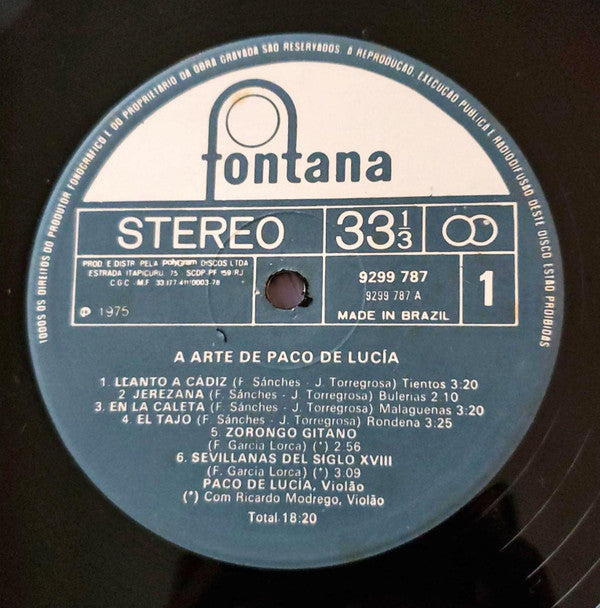 TODOS OS DIREITOS DO PRODUTOR FONOGRÁFICO E DO PROPRIETÁRIO DA OBRA GRAVADA SÃO RESERVADOS. A REPRODUÇÃO, EXECUÇÃO PÚBLICA E RADIODIFUSÃO DESTE DISCO ESTÃO PROIBIDAS
fontana
STEREO
33 1/3
PROD E DISTR PELA polygram DISCOS LTDA
ESTRADA ITAPICURU, 75 SCDP.PF 159/RJ
C G C - M.F 33.177.411/0003-78
℗ 1975
9299 787
9299 787 A
MADE IN BRAZIL
1
A ARTE DE PACO DE LUCÍA
1. LLANTO A CÁDIZ (F. Sánches - J. Torregrosa) Tientos 3:20
2 JEREZANA (F. Sánches - J. Torregrosa) Bulerias 2 10
3. EN LA CALETA (F. Sánches - J. Torregrosa) Malaguenas 3:20
4. EL TAJO (F. Sánches - J. Torregrosa) Rondena 3:25
5. ZORONGO GITANO
(F. Garcia Lorca) (*) 2:56
6. SEVILLANAS DEL SIGLO XVIII
(F. Garcia Lorca) (*) 3:09
PACO DE LUCÍA, Violão
(*) Com Ricardo Modrego, Violão
Total 18:20